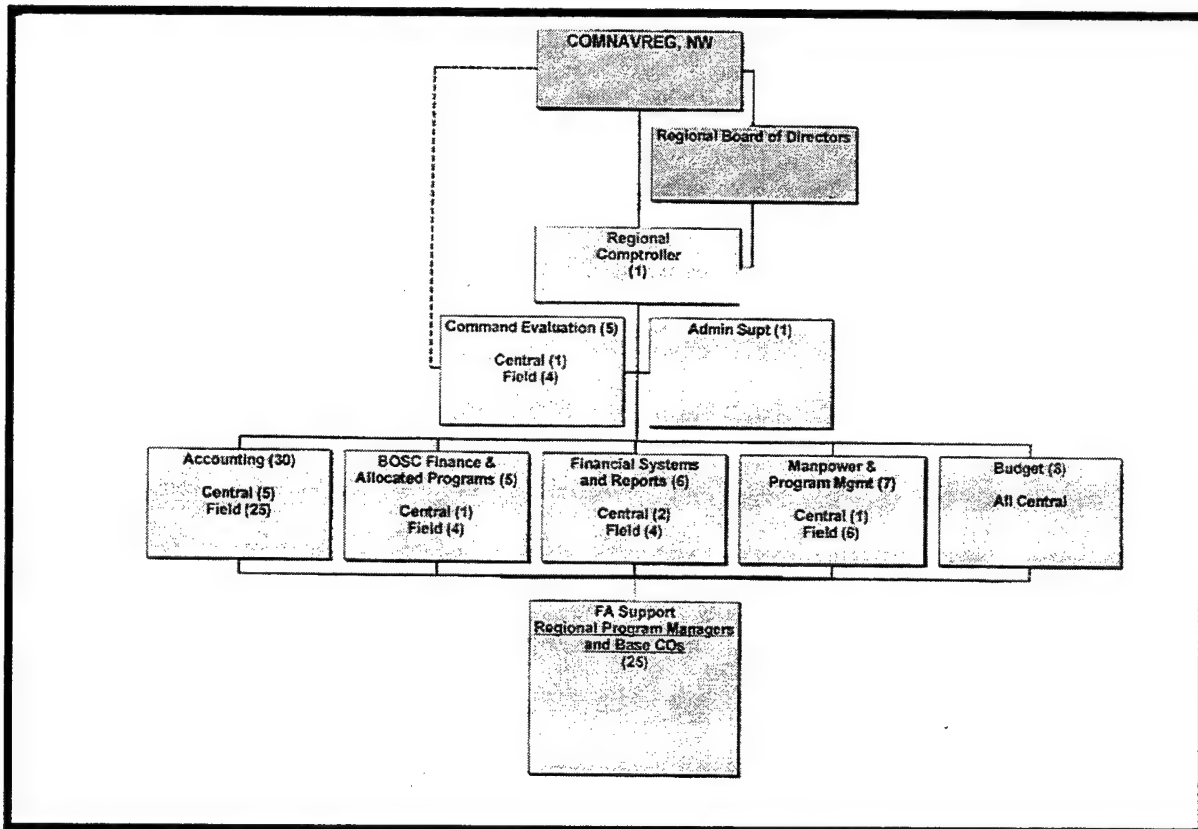 COMNAVREG, NW
Regional Board of Directors
Regional
Comptroller
(1)
Command Evaluation (5)
Central (1)
Field (4)
Admin Supt (1)
Accounting (30)
Central (5)
Field (25)
BOSC Finance &
Allocated Programs (5)
Central (1)
Field (4)
Financial Systems
and Reports (6)
Central (2)
Field (4)
Manpower &
Program Mgmt (7)
Central (1)
Field (6)
Budget (8)
All Central
FA Support
Regional Program Managers
and Base COs
(25)